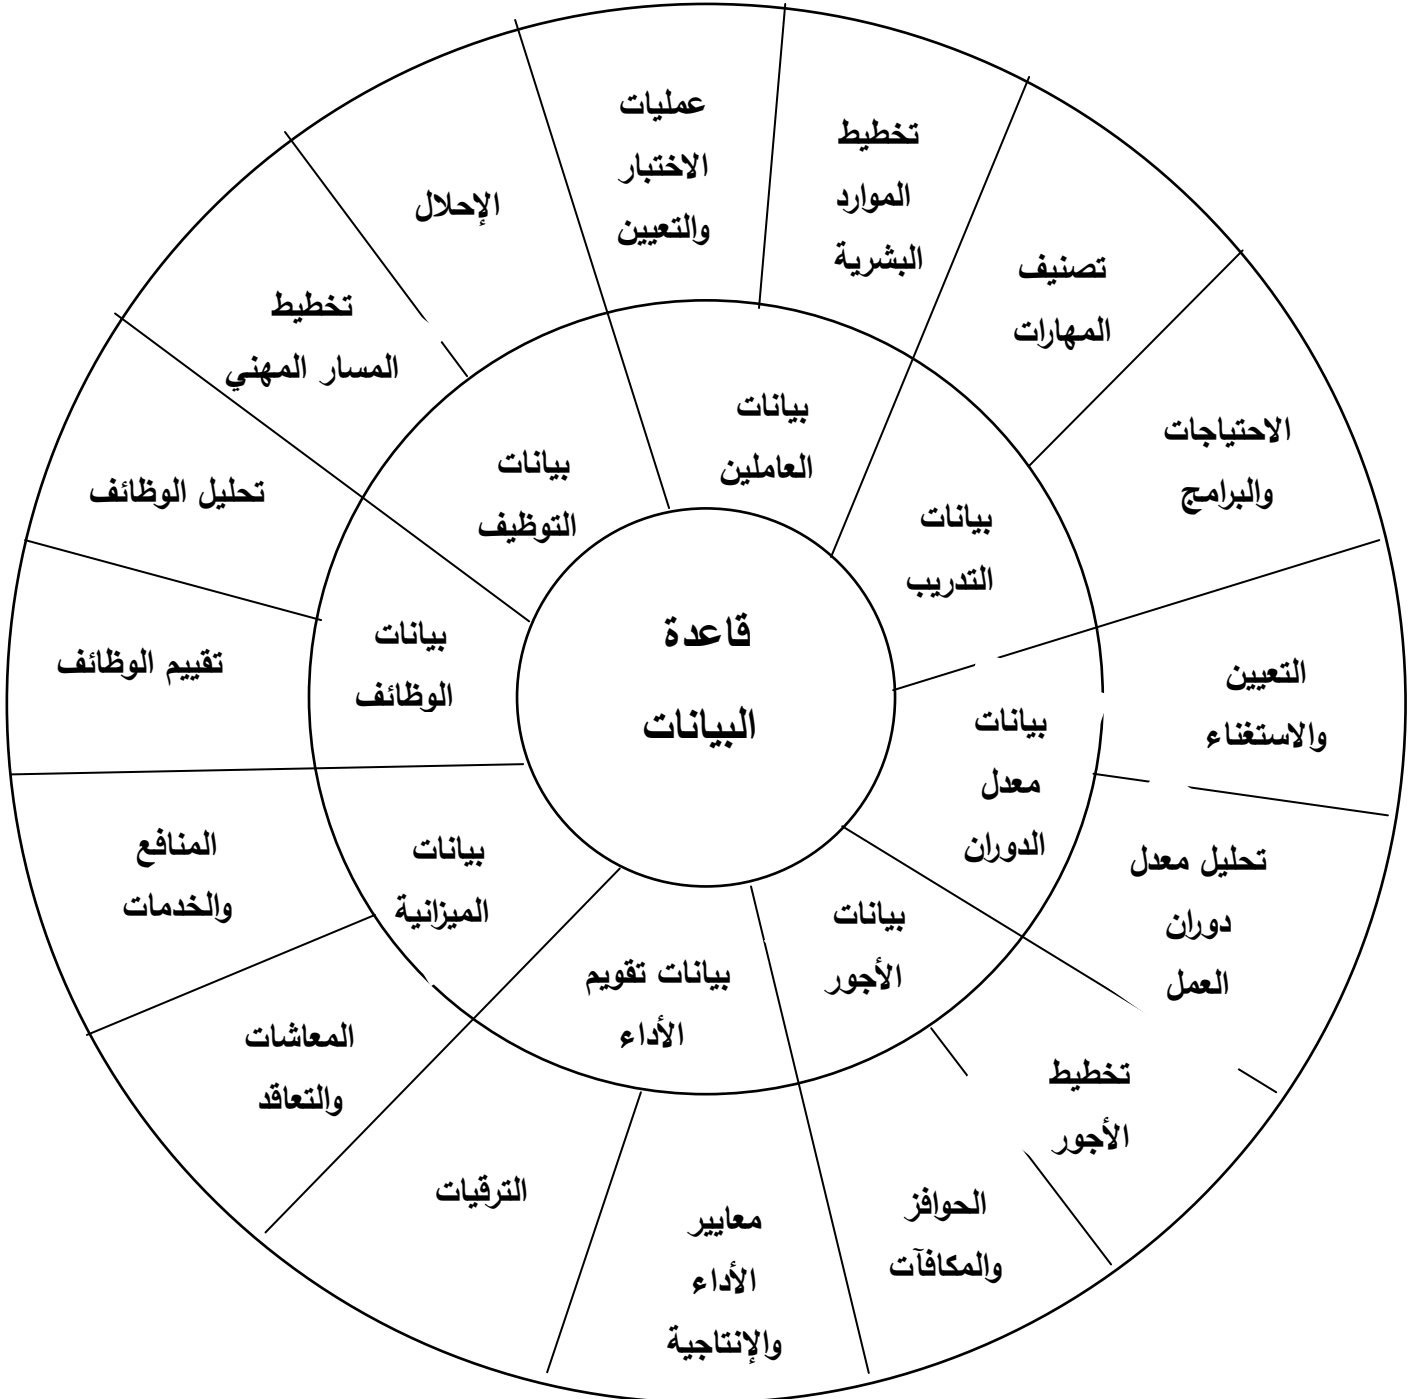 قاعدة
البيانات
بيانات
العاملين
بيانات
التدريب
بيانات
معدل
الدوران
بيانات
الأجور
بيانات تقويم
الأداء
بيانات
الميزانية
بيانات
الوظائف
بيانات
التوظيف
عمليات
الاختبار
والتعيين
تخطيط
الموارد
البشرية
تصنيف
المهارات
الاحتياجات
والبرامج
التعيين
والاستغناء
تحليل معدل
دوران
العمل
تخطيط
الأجور
الحوافز
والمكافآت
معايير
الأداء
والإنتاجية
الترقيات
المعاشات
والتعاقد
المنافع
والخدمات
تقييم الوظائف
تحليل الوظائف
تخطيط
المسار المهني
الإحلال